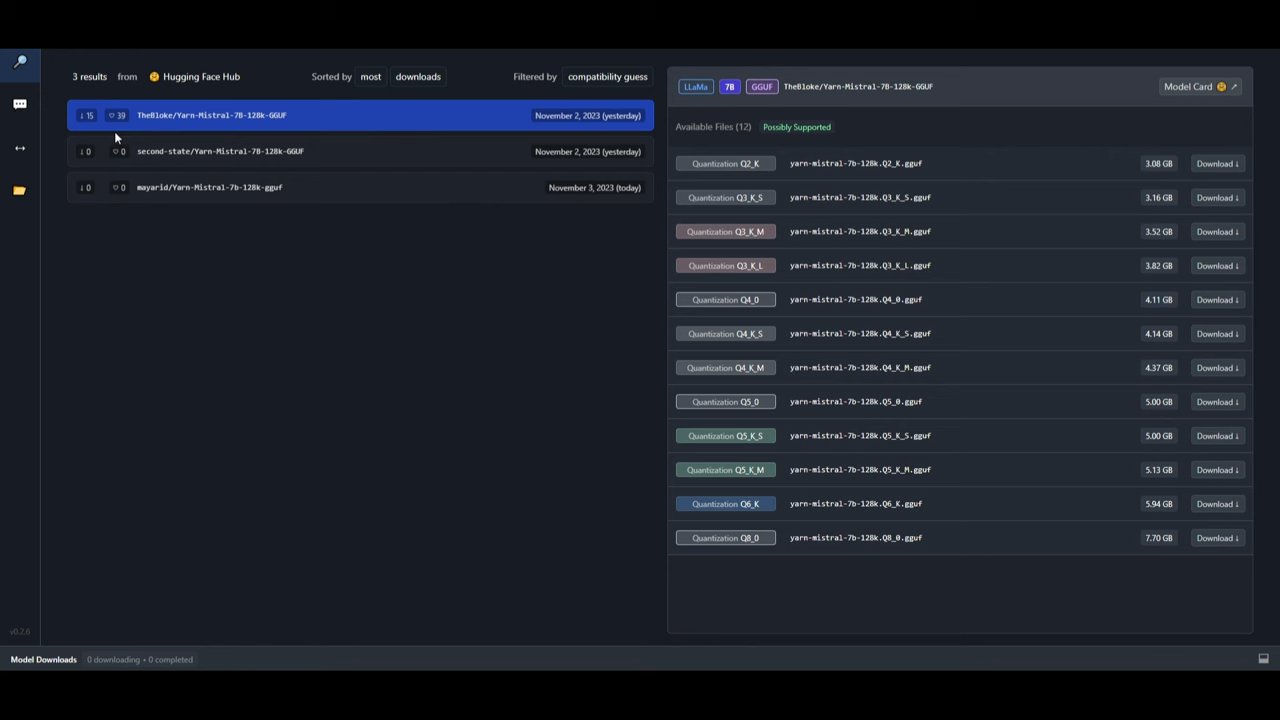 3 results from Hugging Face Hub Sorted by most downloads Filtered by compatibility guess
↓ 15 ♡ 39 TheBloke/Yarn-Mistral-7B-128k-GGUF November 2, 2023 (yesterday)
↓ 0 ♡ 0 second-state/Yarn-Mistral-7B-128k-GGUF November 2, 2023 (yesterday)
↓ 0 ♡ 0 mayarid/Yarn-Mistral-7b-128k-gguf November 3, 2023 (today)
LLaMa 7B GGUF TheBloke/Yarn-Mistral-7B-128k-GGUF Model Card ↗
Available Files (12) Possibly Supported
Quantization Q2_K yarn-mistral-7b-128k.Q2_K.gguf 3.08 GB Download ↓
Quantization Q3_K_S yarn-mistral-7b-128k.Q3_K_S.gguf 3.16 GB Download ↓
Quantization Q3_K_M yarn-mistral-7b-128k.Q3_K_M.gguf 3.52 GB Download ↓
Quantization Q3_K_L yarn-mistral-7b-128k.Q3_K_L.gguf 3.82 GB Download ↓
Quantization Q4_0 yarn-mistral-7b-128k.Q4_0.gguf 4.11 GB Download ↓
Quantization Q4_K_S yarn-mistral-7b-128k.Q4_K_S.gguf 4.14 GB Download ↓
Quantization Q4_K_M yarn-mistral-7b-128k.Q4_K_M.gguf 4.37 GB Download ↓
Quantization Q5_0 yarn-mistral-7b-128k.Q5_0.gguf 5.00 GB Download ↓
Quantization Q5_K_S yarn-mistral-7b-128k.Q5_K_S.gguf 5.00 GB Download ↓
Quantization Q5_K_M yarn-mistral-7b-128k.Q5_K_M.gguf 5.13 GB Download ↓
Quantization Q6_K yarn-mistral-7b-128k.Q6_K.gguf 5.94 GB Download ↓
Quantization Q8_0 yarn-mistral-7b-128k.Q8_0.gguf 7.70 GB Download ↓
v0.2.6
Model Downloads 0 downloading • 0 completed